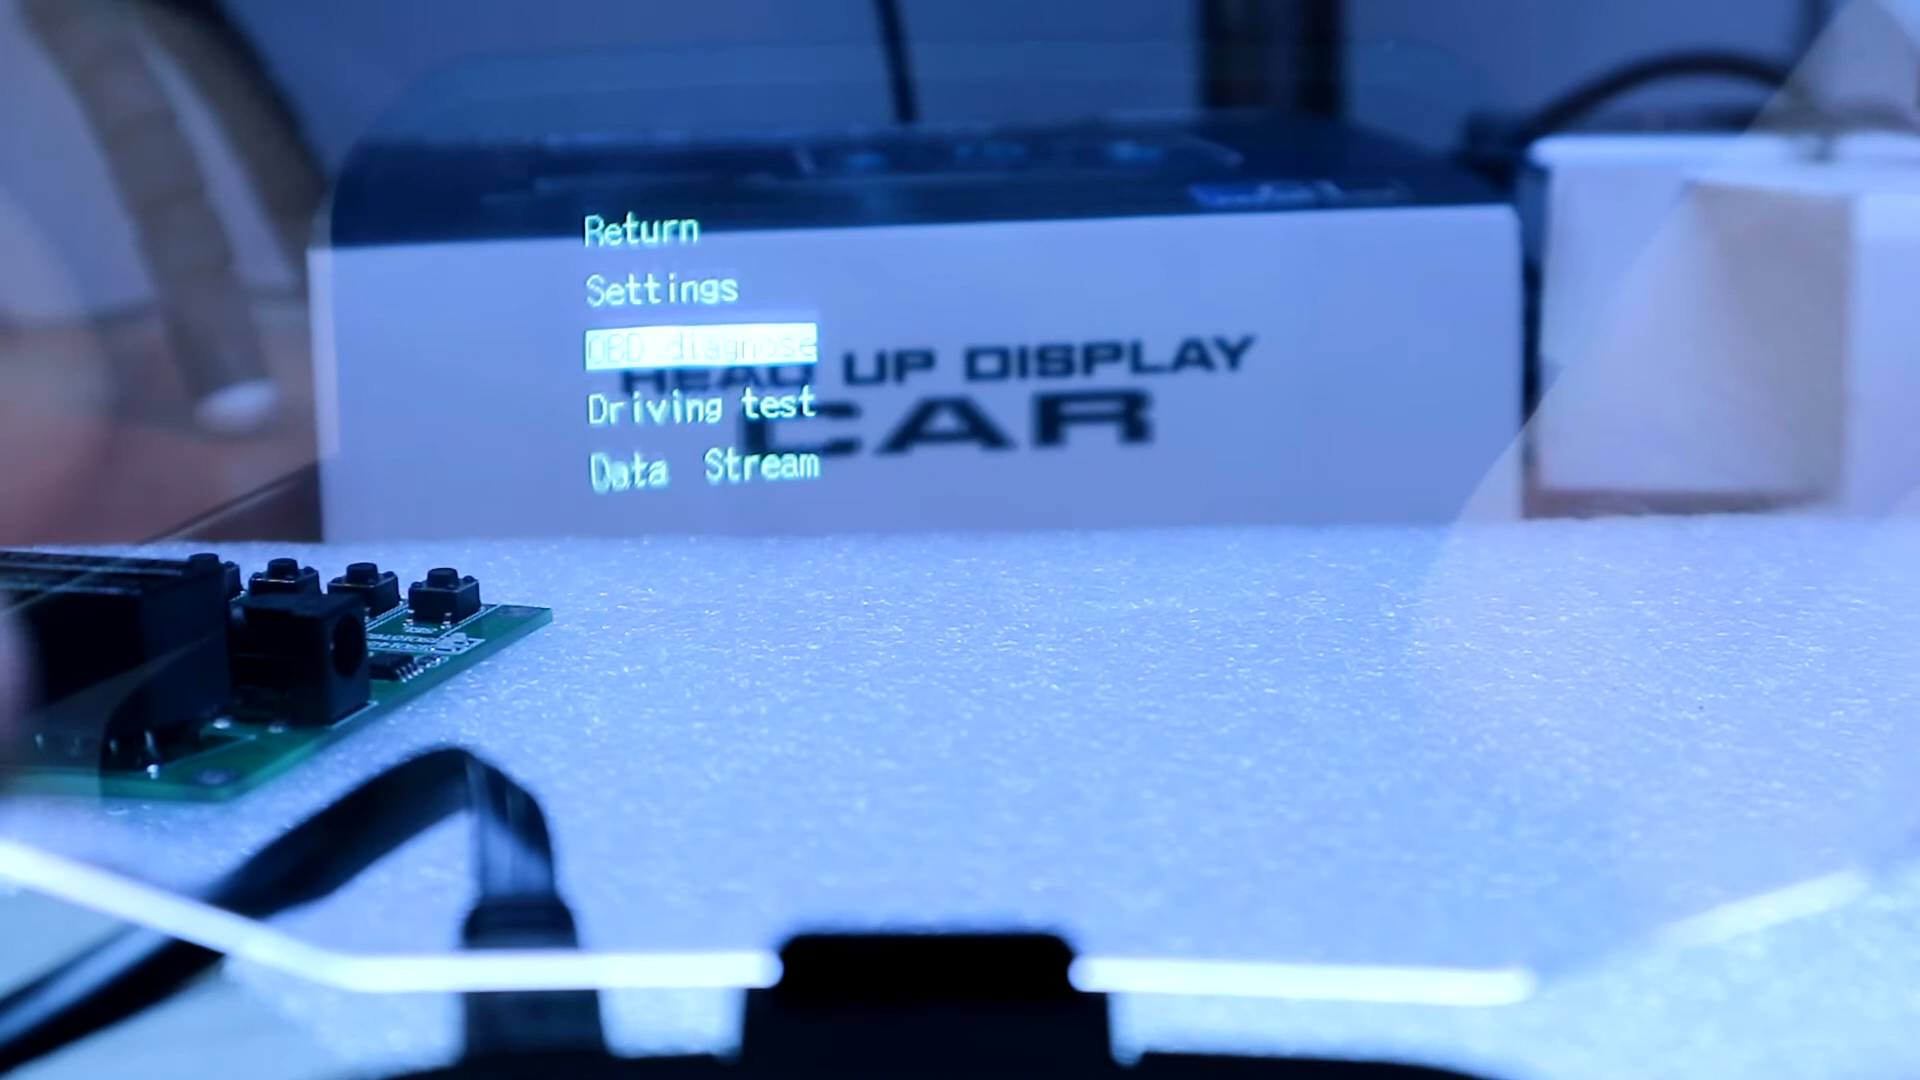 Return
Settings
OBD diagnose
Driving test
Data Stream
HEAD UP DISPLAY
CAR